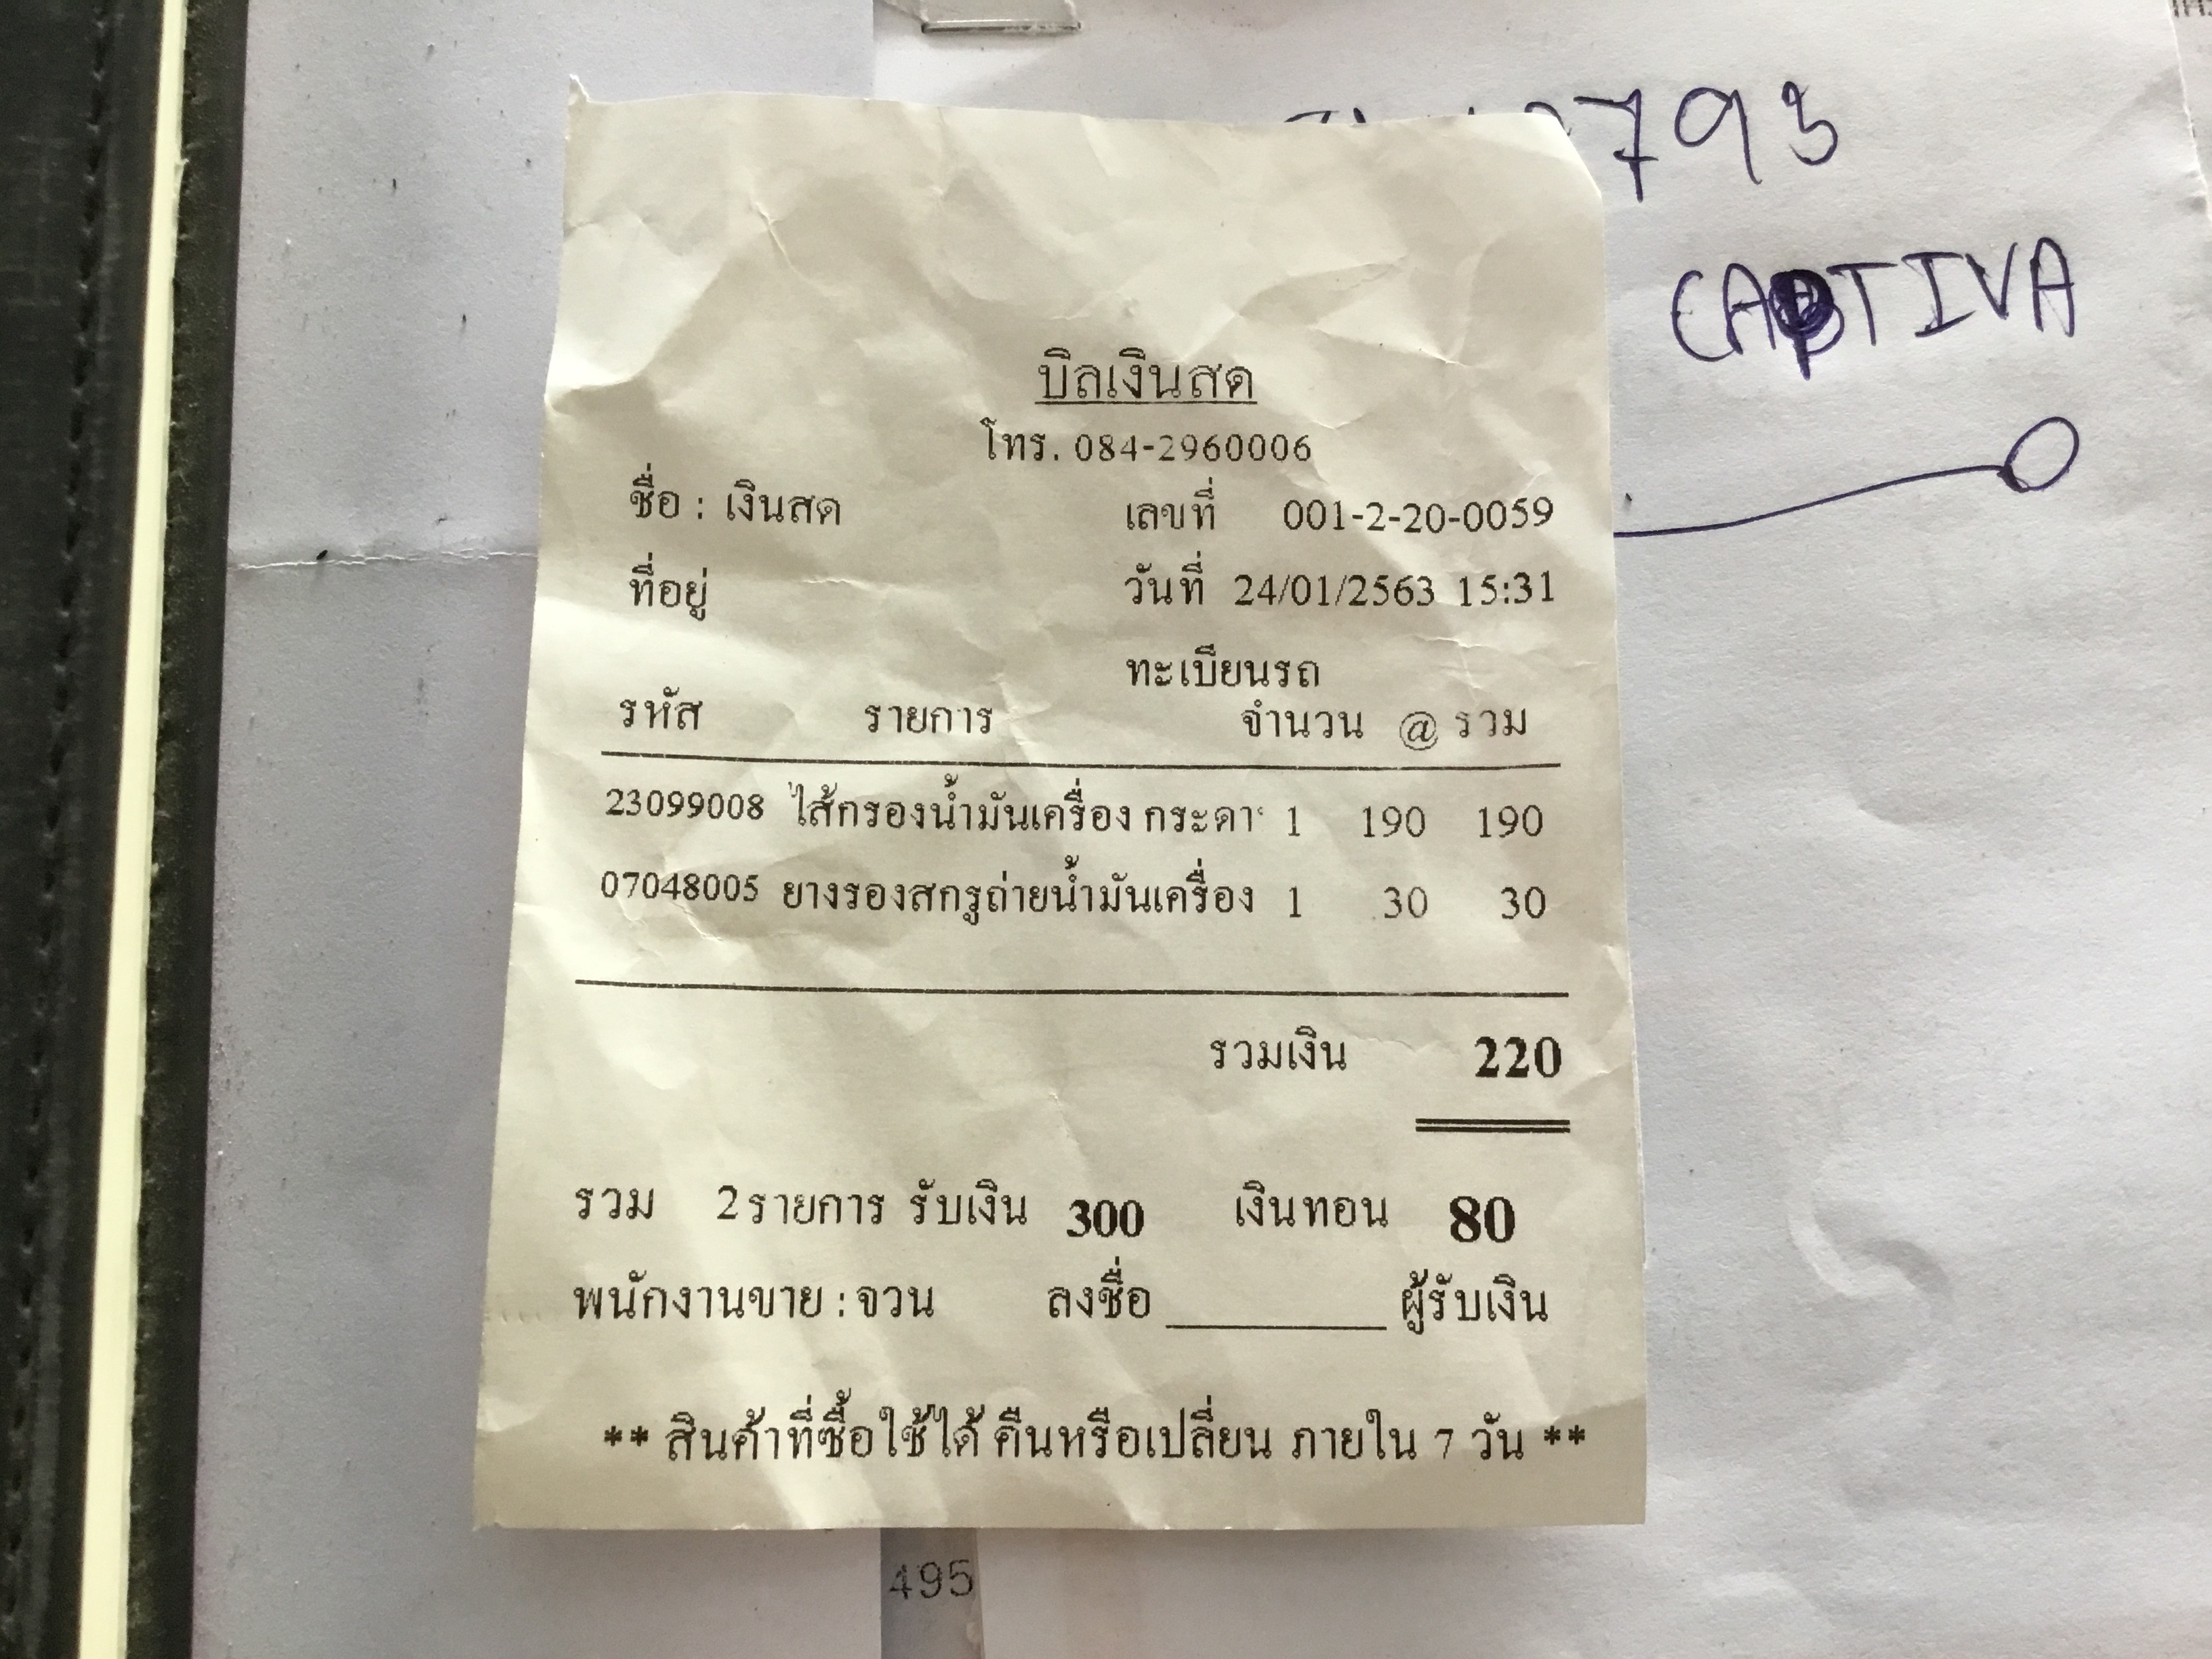 793
CAPTIVA
บิลเงินสด
โทร. 084-2960006
ชื่อ : เงินสด เลขที่ 001-2-20-0059
ที่อยู่ วันที่ 24/01/2563 15:31
ทะเบียนรถ
รหัส รายการ จำนวน @ รวม
23099008 ไส้กรองน้ำมันเครื่อง กระดา 1 190 190
07048005 ยางรองสกรูถ่ายน้ำมันเครื่อง 1 30 30
รวมเงิน 220
รวม 2 รายการ รับเงิน 300 เงินทอน 80
พนักงานขาย : จวน ลงชื่อ ________ ผู้รับเงิน
** สินค้าที่ซื้อใช้ได้ คืนหรือเปลี่ยน ภายใน 7 วัน **
495